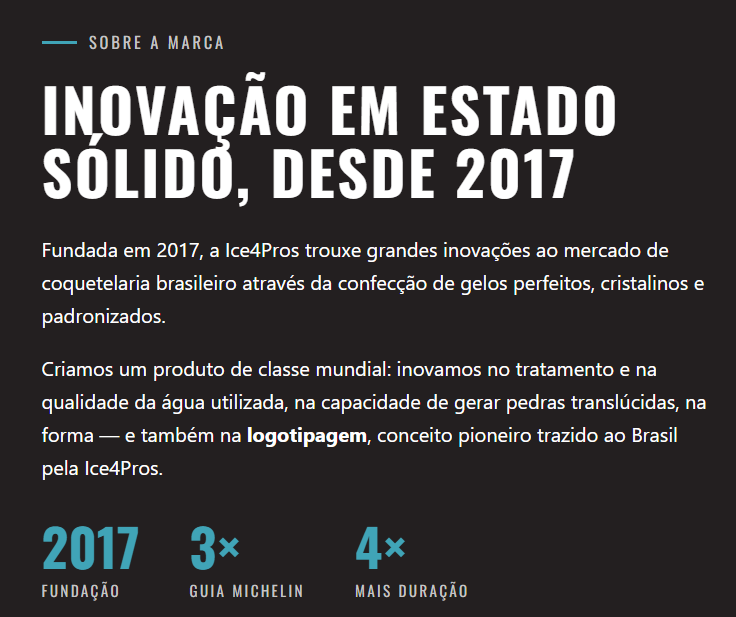 SOBRE A MARCA
INOVAÇÃO EM ESTADO
SÓLIDO, DESDE 2017
Fundada em 2017, a Ice4Pros trouxe grandes inovações ao mercado de
coquetelaria brasileiro através da confecção de gelos perfeitos, cristalinos e
padronizados.
Criamos um produto de classe mundial: inovamos no tratamento e na
qualidade da água utilizada, na capacidade de gerar pedras translúcidas, na
forma — e também na logotipagem, conceito pioneiro trazido ao Brasil
pela Ice4Pros.
2017 3× 4×
FUNDAÇÃO GUIA MICHELIN MAIS DURAÇÃO